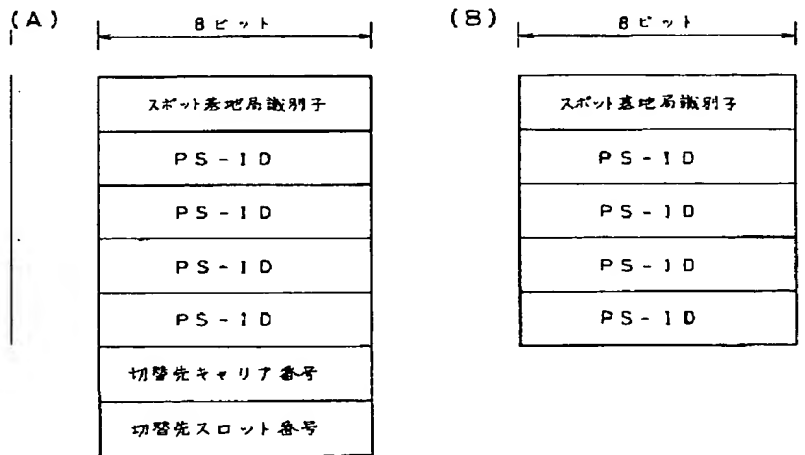 (A)
8ビット
スポット基地局識別子
PS-ID
PS-ID
PS-ID
PS-ID
切替先キャリア番号
切替先スロット番号
(B)
8ビット
スポット基地局識別子
PS-ID
PS-ID
PS-ID
PS-ID